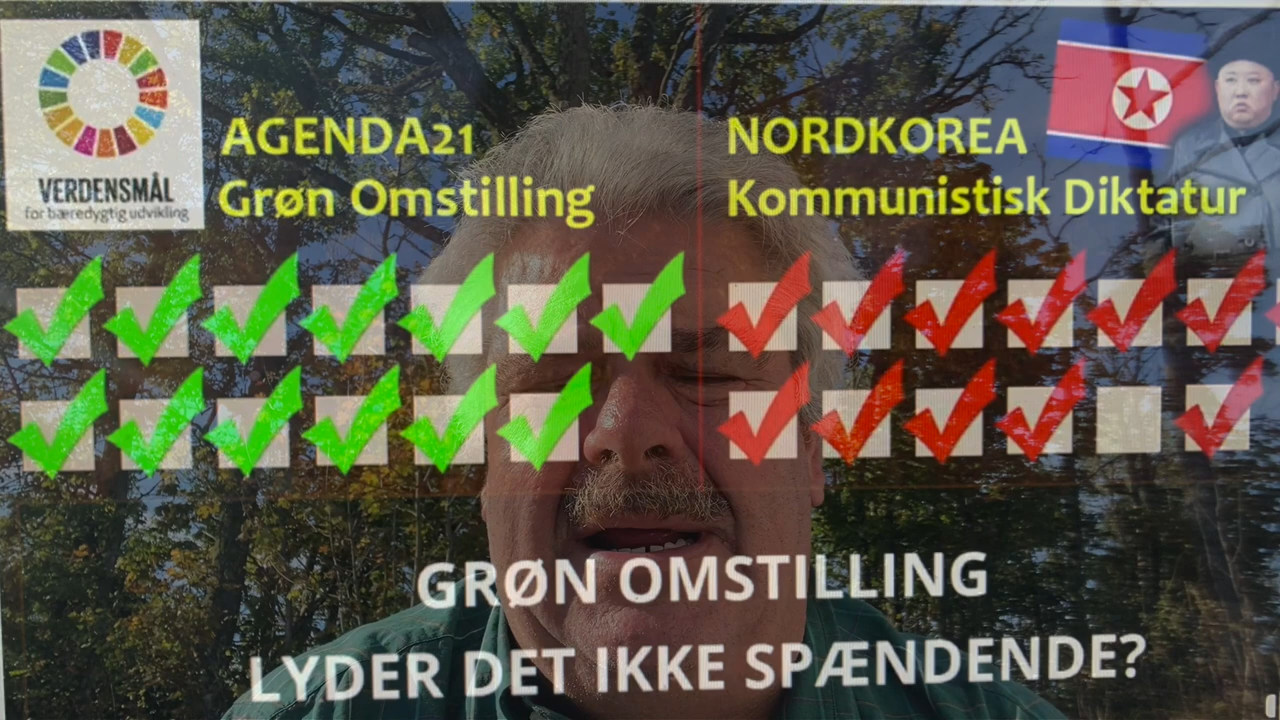 VERDENSMÅL
for bæredygtig udvikling
AGENDA21
Grøn Omstilling
NORDKOREA
Kommunistisk Diktatur
GRØN OMSTILLING
LYDER DET IKKE SPÆNDENDE?